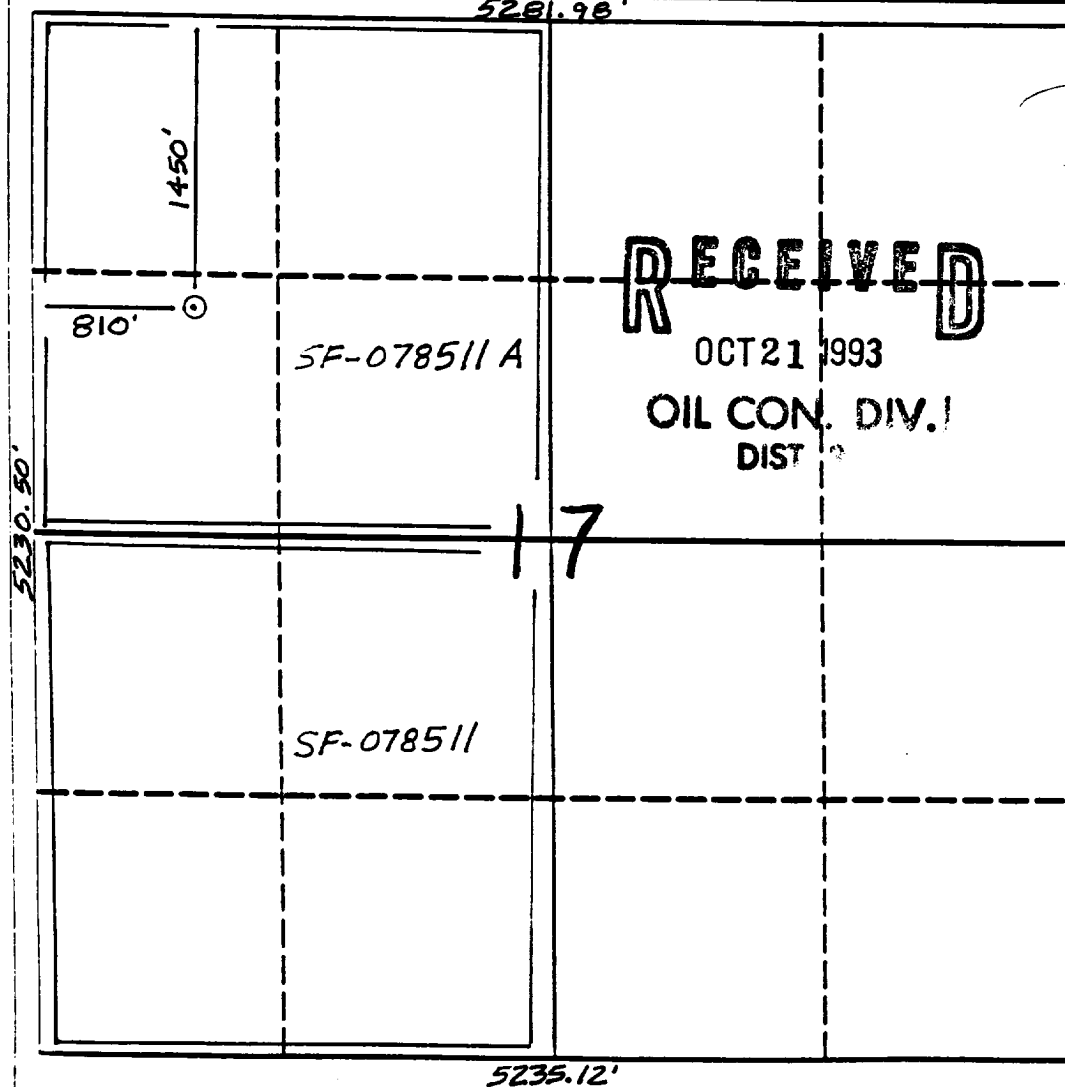 5281.98'
1450'
810'
SF-078511 A
RECEIVED
OCT 21 1993
OIL CON. DIV.
DIST
5230.50'
17
SF-078511
5235.12'